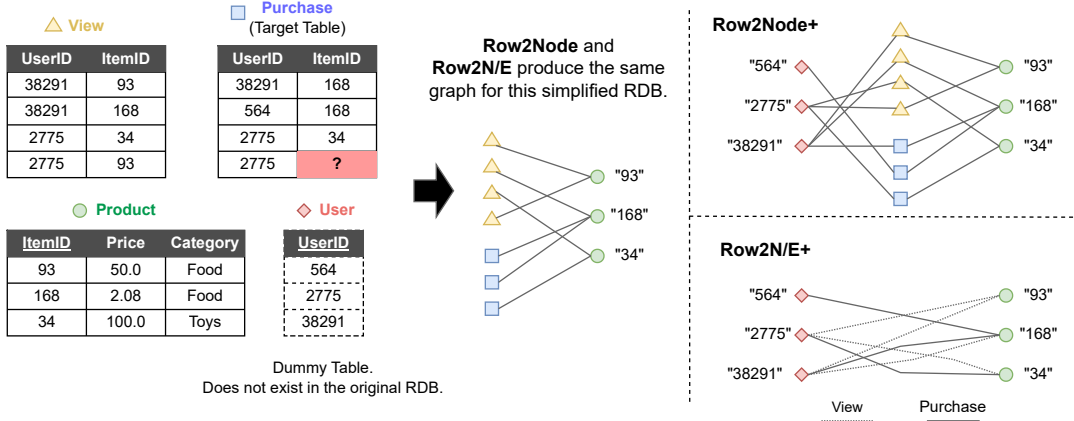 View
UserID ItemID
38291 93
38291 168
2775 34
2775 93
Purchase
(Target Table)
UserID ItemID
38291 168
564 168
2775 34
2775 ?
Product
ItemID Price Category
93 50.0 Food
168 2.08 Food
34 100.0 Toys
User
UserID
564
2775
38291
Dummy Table.
Does not exist in the original RDB.
Row2Node and
Row2N/E produce the same
graph for this simplified RDB.
"93"
"168"
"34"
Row2Node+
"564" "93"
"2775" "168"
"38291" "34"
Row2N/E+
"564" "93"
"2775" "168"
"38291" "34"
View Purchase